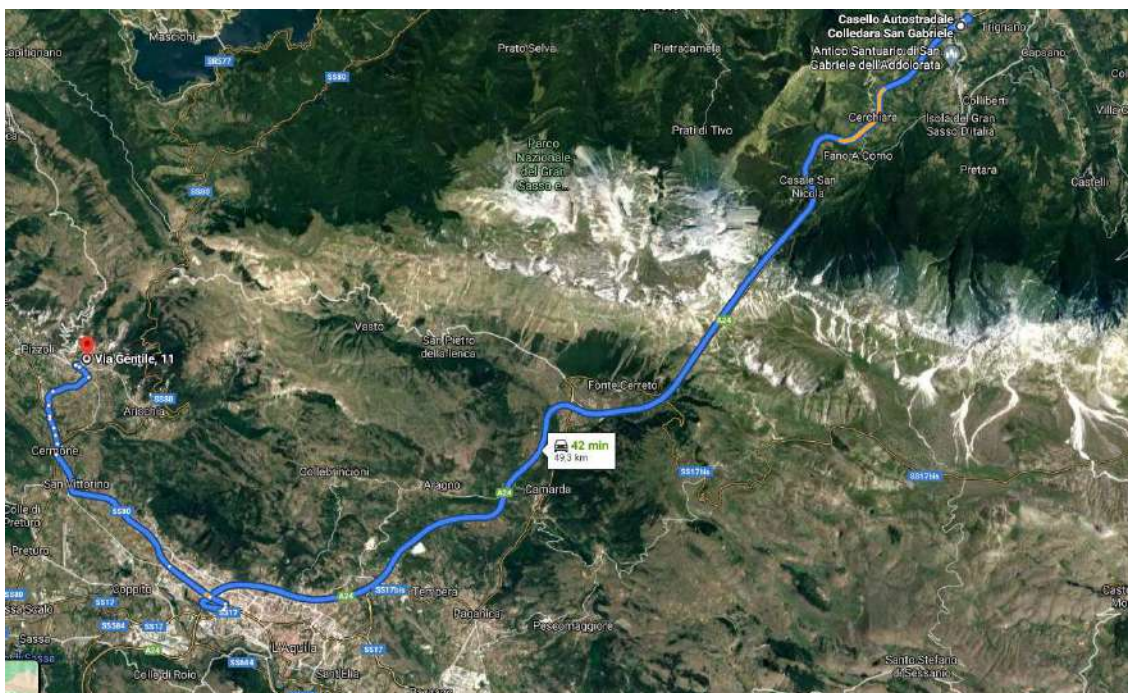 Casello Autostradale
Colledara San Gabriele
Trignano
Mascioni
Capitignano
Prato Selva
Pietracamela
Antico Santuario di San
Gabriele dell'Addolorata
Capsano
SS80
Colliberti
Villa
Cerchiara
Isola del Gran
Sasso D'Italia
Prati di Tivo
Parco
Nazionale
del Gran
Sasso e...
Fano A Corno
Pretara
Casale San
Nicola
Castelli
SS80
A24
Vasto
San Pietro
della Ienca
Pizzoli
Via Gentile, 11
Fonte Cerreto
SS80
Arischia
42 min
49,3 km
Cermone
Collebrincioni
Aragno
SS17bis
SS17bis
San Vittorino
A24
Camarda
Colle di
Preturo
SS80
Preturo
Coppito
A24
SS17bis
Tempera
SS80
SS17
SS17
Paganica
Pescomaggiore
SS584
SS17
Sassa
A24
L'Aquila
SS17
Colle di Roio
Sant'Elia
Santo Stefano
di Sessanio